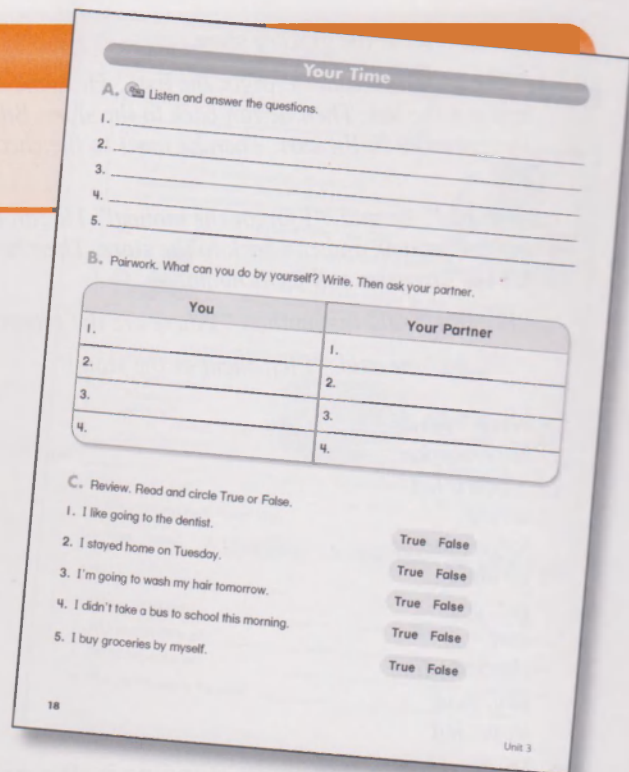 Your Time
A. Listen and answer the questions.
1.
2.
3.
4.
5.
B. Pairwork. What can you do by yourself? Write. Then ask your partner.
You Your Partner
1. 1.
2. 2.
3. 3.
4. 4.
C. Review. Read and circle True or False.
1. I like going to the dentist. True False
2. I stayed home on Tuesday. True False
3. I'm going to wash my hair tomorrow. True False
4. I didn't take a bus to school this morning. True False
5. I buy groceries by myself. True False
18 Unit 3